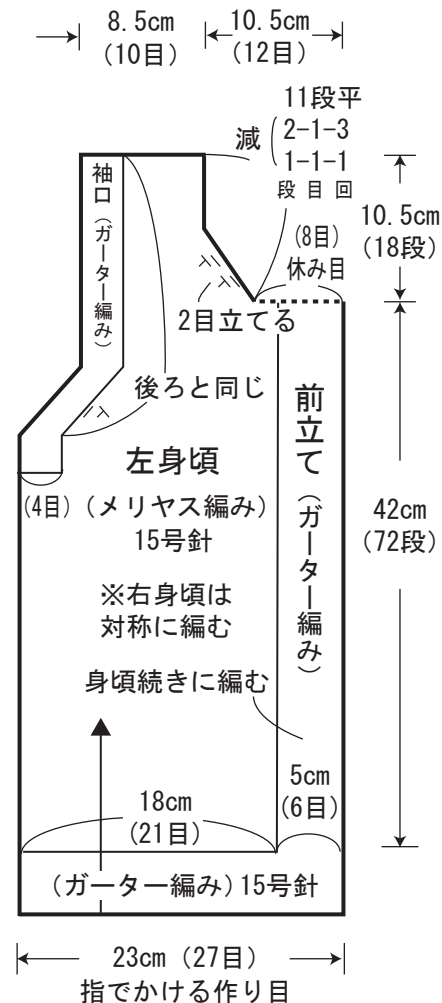 8.5cm
(10目)
10.5cm
(12目)
11段平
減
2-1-3
1-1-1
段 目 回
10.5cm
(18段)
袖口(ガーター編み)
(8目)
休み目
2目立てる
後ろと同じ
左身頃
(4目)
(メリヤス編み)
15号針
※右身頃は
対称に編む
身頃続きに編む
前立て(ガーター編み)
42cm
(72段)
18cm
(21目)
5cm
(6目)
(ガーター編み)15号針
23cm (27目)
指でかける作り目